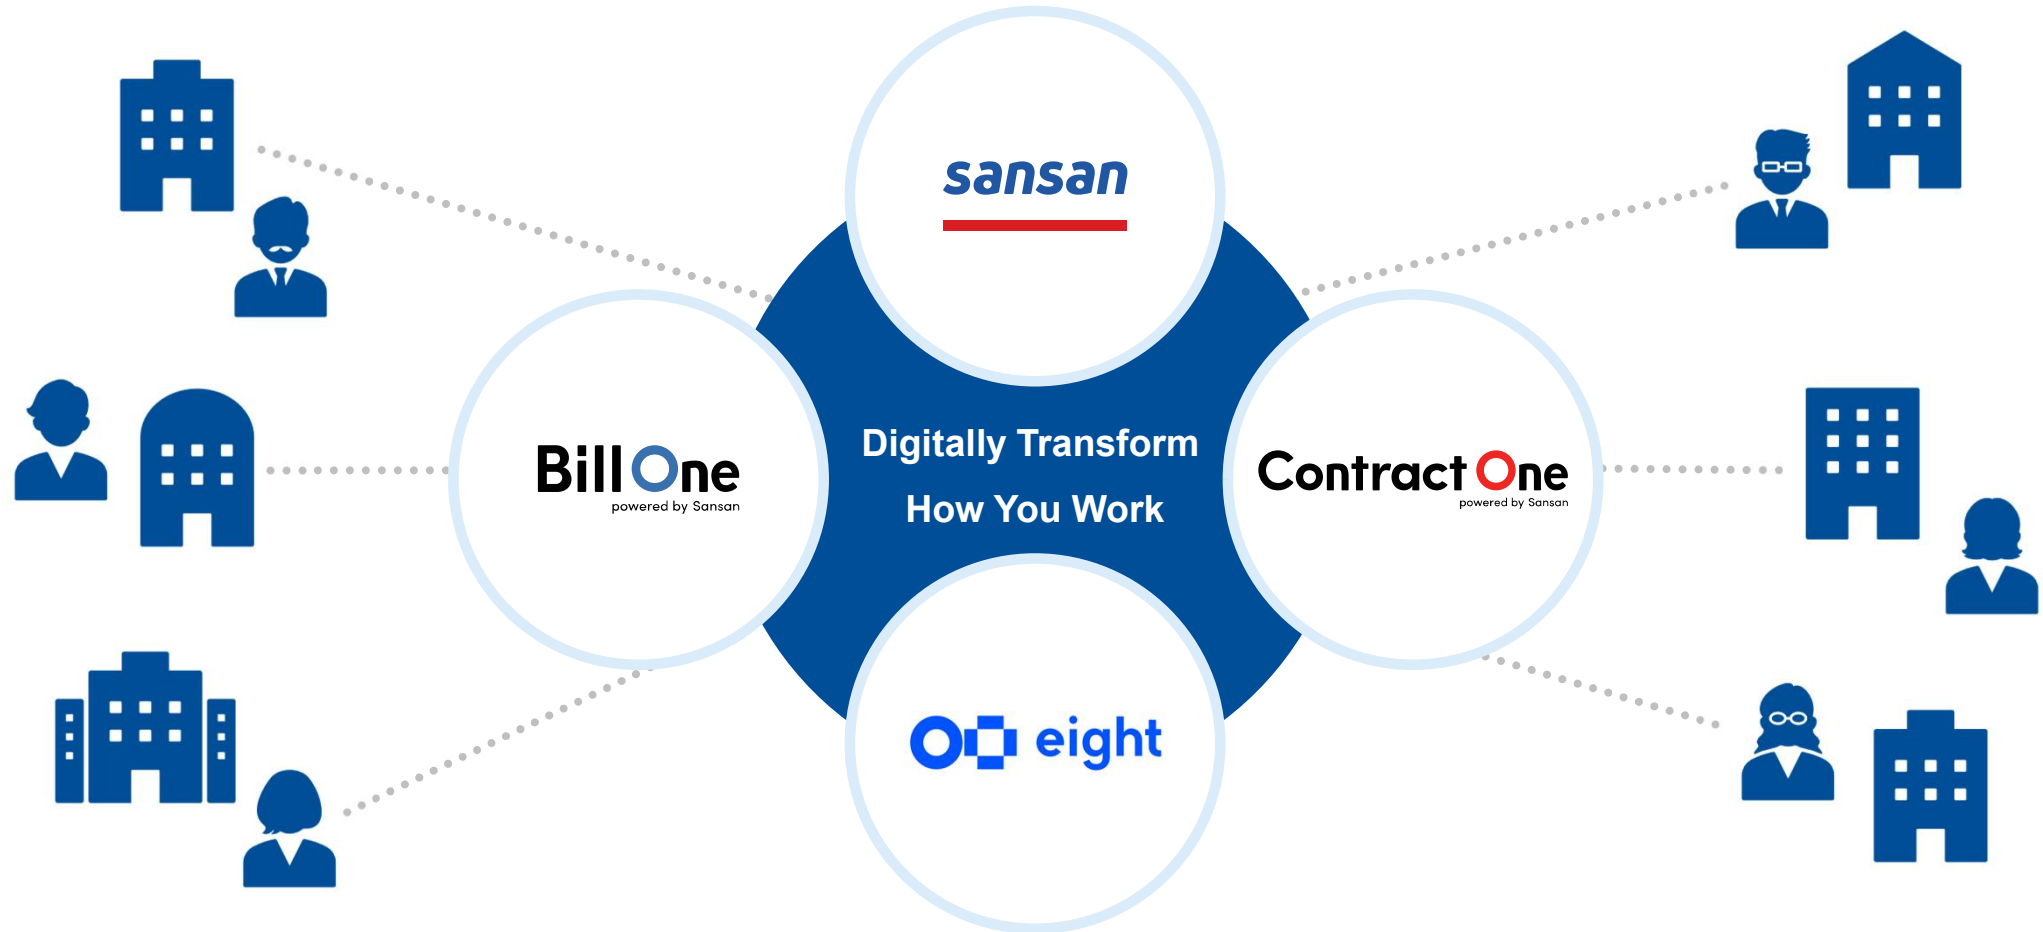 sansan
Bill One
powered by Sansan
Digitally Transform
How You Work
Contract One
powered by Sansan
eight